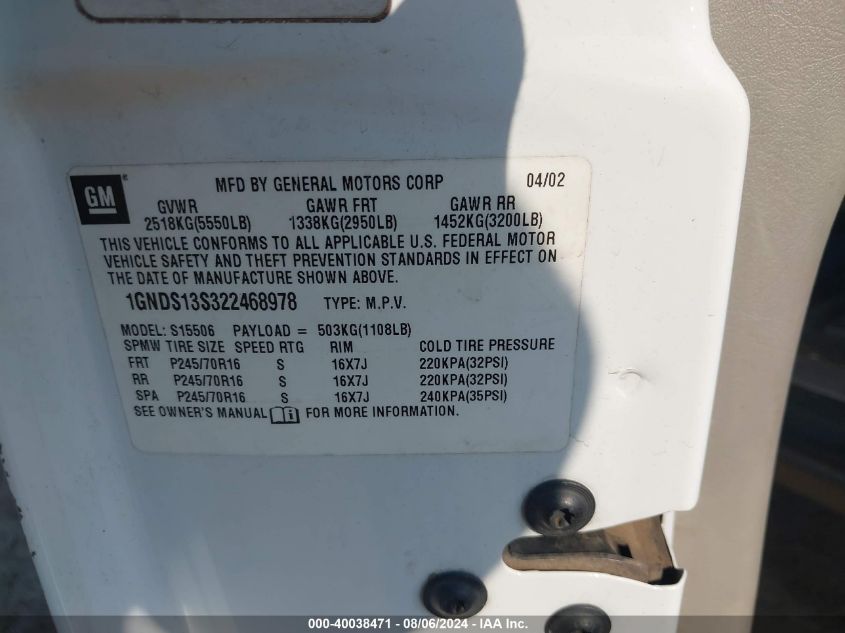 GM
MFD BY GENERAL MOTORS CORP 04/02
GVWR GAWR FRT GAWR RR
2518KG(5550LB) 1338KG(2950LB) 1452KG(3200LB)
THIS VEHICLE CONFORMS TO ALL APPLICABLE U.S. FEDERAL MOTOR
VEHICLE SAFETY AND THEFT PREVENTION STANDARDS IN EFFECT ON
THE DATE OF MANUFACTURE SHOWN ABOVE.
1GNDS13S322468978 TYPE: M.P.V.
MODEL: S15506 PAYLOAD = 503KG(1108LB)
SPMW TIRE SIZE SPEED RTG RIM COLD TIRE PRESSURE
FRT P245/70R16 S 16X7J 220KPA(32PSI)
RR P245/70R16 S 16X7J 220KPA(32PSI)
SPA P245/70R16 S 16X7J 240KPA(35PSI)
SEE OWNER'S MANUAL FOR MORE INFORMATION.
000-40038471 - 08/06/2024 - IAA Inc.